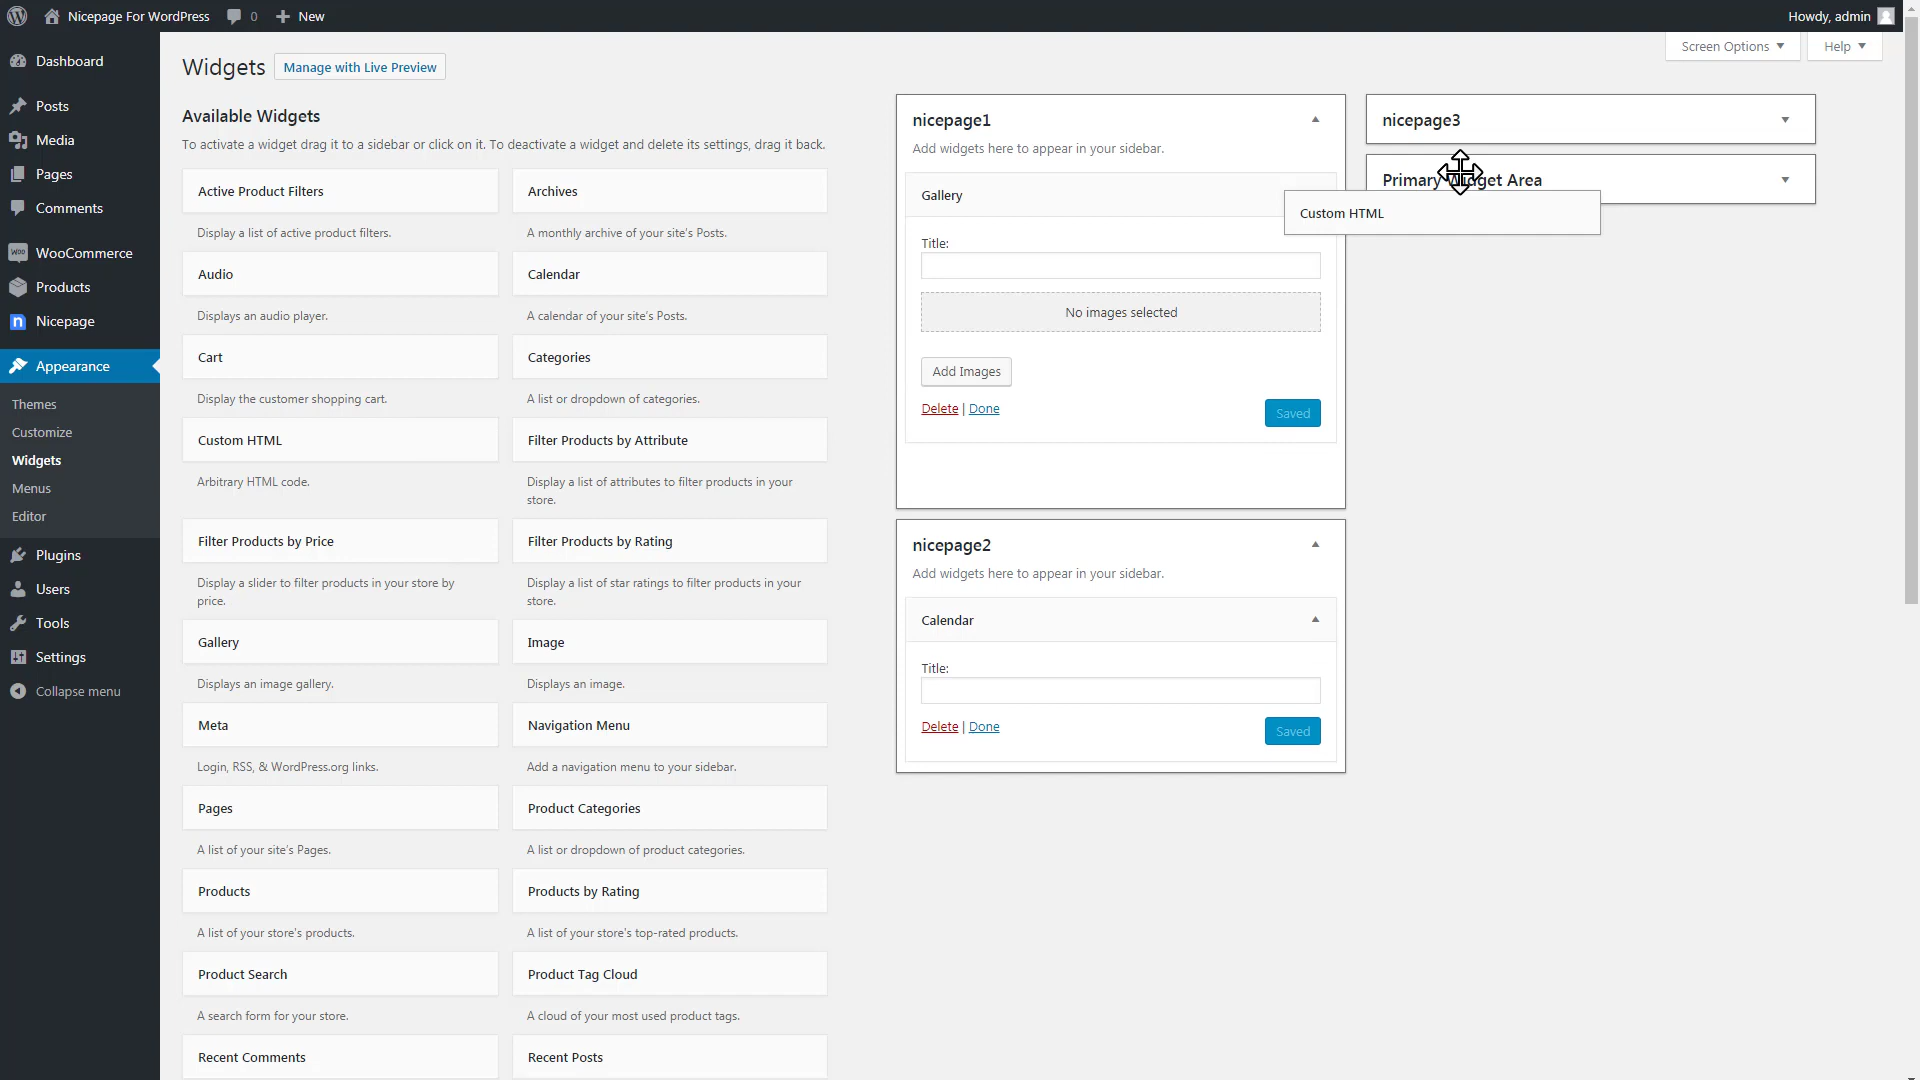 Nicepage For WordPress
0
New
Howdy, admin
Dashboard
Posts
Media
Pages
Comments
WOO
WooCommerce
Products
n
Nicepage
Appearance
Themes
Customize
Widgets
Menus
Editor
Plugins
Users
Tools
Settings
Collapse menu
Screen Options
Help
Widgets
Manage with Live Preview
Available Widgets
To activate a widget drag it to a sidebar or click on it. To deactivate a widget and delete its settings, drag it back.
Active Product Filters
Display a list of active product filters.
Archives
A monthly archive of your site's Posts.
Audio
Displays an audio player.
Calendar
A calendar of your site's Posts.
Cart
Display the customer shopping cart.
Categories
A list or dropdown of categories.
Custom HTML
Arbitrary HTML code.
Filter Products by Attribute
Display a list of attributes to filter products in your
store.
Filter Products by Price
Display a slider to filter products in your store by
price.
Filter Products by Rating
Display a list of star ratings to filter products in your
store.
Gallery
Displays an image gallery.
Image
Displays an image.
Meta
Login, RSS, & WordPress.org links.
Navigation Menu
Add a navigation menu to your sidebar.
Pages
A list of your site's Pages.
Product Categories
A list or dropdown of product categories.
Products
A list of your store's products.
Products by Rating
A list of your store's top-rated products.
Product Search
A search form for your store.
Product Tag Cloud
A cloud of your most used product tags.
Recent Comments
Recent Posts
nicepage1
Add widgets here to appear in your sidebar.
Gallery
Title:
No images selected
Add Images
Delete | Done
Saved
nicepage2
Add widgets here to appear in your sidebar.
Calendar
Title:
Delete | Done
Saved
nicepage3
Primary Widget Area
Custom HTML